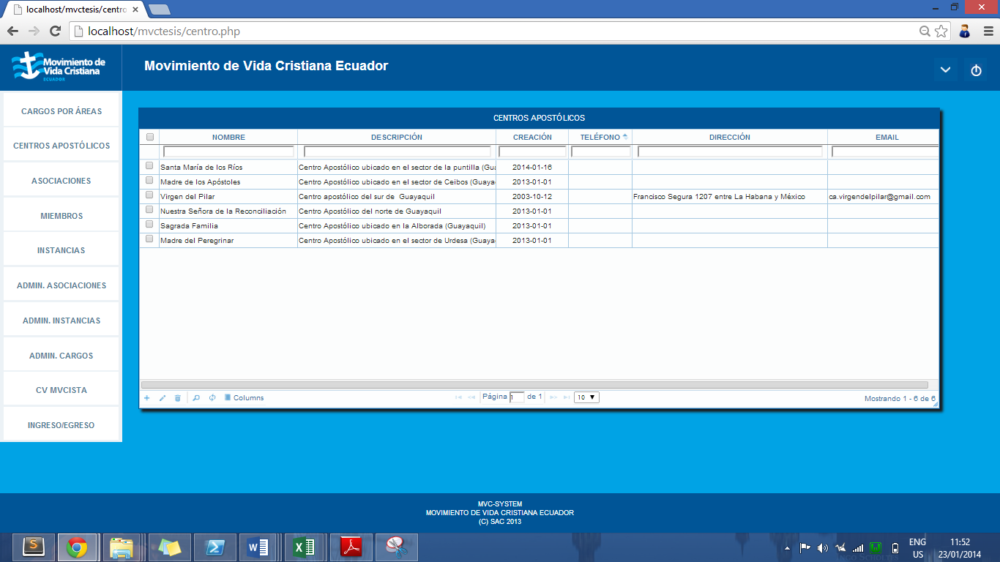 localhost/mvctesis/centro
localhost/mvctesis/centro.php
Movimiento de
Vida Cristiana
ECUADOR
Movimiento de Vida Cristiana Ecuador
CARGOS POR ÁREAS
CENTROS APOSTÓLICOS
ASOCIACIONES
MIEMBROS
INSTANCIAS
ADMIN. ASOCIACIONES
ADMIN. INSTANCIAS
ADMIN. CARGOS
CV MVCISTA
INGRESO/EGRESO
CENTROS APOSTÓLICOS
NOMBRE DESCRIPCIÓN CREACIÓN TELÉFONO DIRECCIÓN EMAIL
Santa María de los Ríos Centro Apostólico ubicado en el sector de la puntilla (Gua 2014-01-16
Madre de los Apóstoles Centro Apostólico ubicado en el sector de Ceibos (Guaya 2013-01-01
Virgen del Pilar Centro apostólico del sur de Guayaquil 2003-10-12 Francisco Segura 1207 entre La Habana y México ca.virgendelpilar@gmail.com
Nuestra Señora de la Reconciliación Centro Apostólico del norte de Guayaquil 2013-01-01
Sagrada Familia Centro Apostólico ubicado en la Alborada (Guayaquil) 2013-01-01
Madre del Peregrinar Centro Apostólico ubicado en el sector de Urdesa (Guaya 2013-01-01
Columns Página 1 de 1 10 Mostrando 1 - 6 de 6
MVC-SYSTEM
MOVIMIENTO DE VIDA CRISTIANA ECUADOR
(C) SAC 2013
ENG 11:52
US 23/01/2014